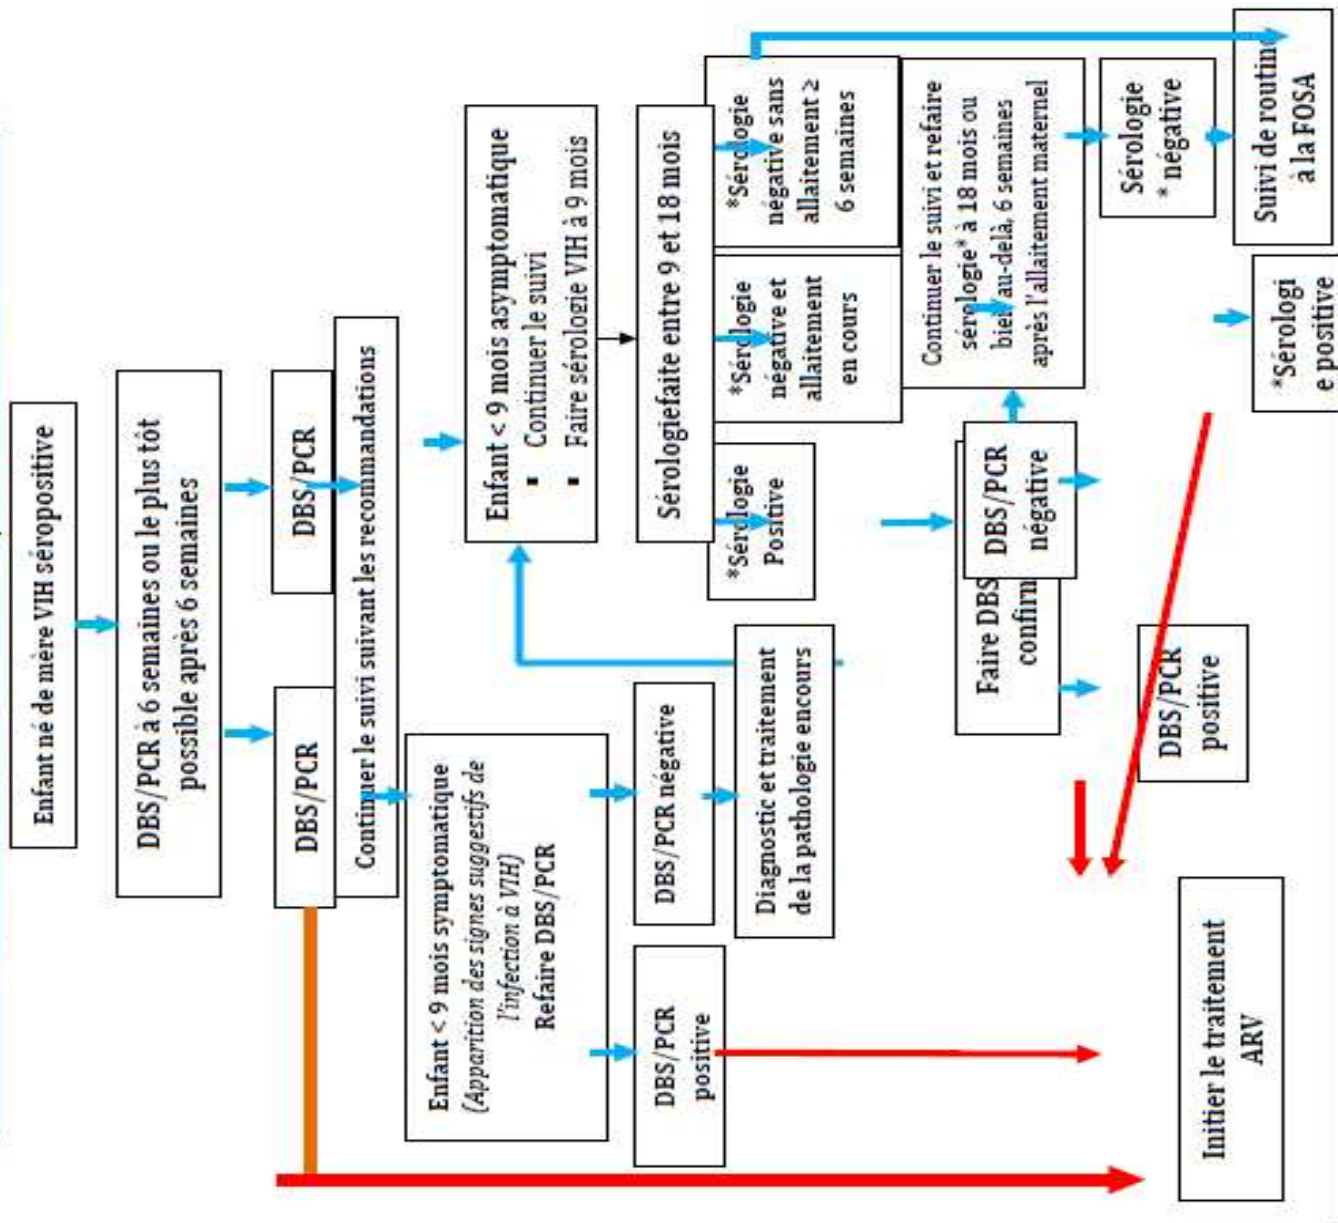 Enfant né de mère VIH séropositive
DBS/PCR à 6 semaines ou le plus tôt
possible après 6 semaines
DBS/PCR
DBS/PCR
Continuer le suivi suivant les recommandations
Enfant < 9 mois symptomatique
(Apparition des signes suggestifs de
l'infection à VIH)
Refaire DBS/PCR
Enfant < 9 mois asymptomatique
▪ Continuer le suivi
▪ Faire sérologie VIH à 9 mois
DBS/PCR
positive
DBS/PCR négative
Sérologiefaite entre 9 et 18 mois
Diagnostic et traitement
de la pathologie encours
*Sérologie
Positive
*Sérologie
négative et
allaitement
en cours
*Sérologie
négative sans
allaitement ≥
6 semaines
Continuer le suivi et refaire
sérologie* à 18 mois ou
bien au-delà, 6 semaines
après l'allaitement maternel
Faire DBS
confirm
DBS/PCR
négative
Sérologie
* négative
DBS/PCR
positive
*Sérologi
e positive
Suivi de routine
à la FOSA
Initier le traitement
ARV